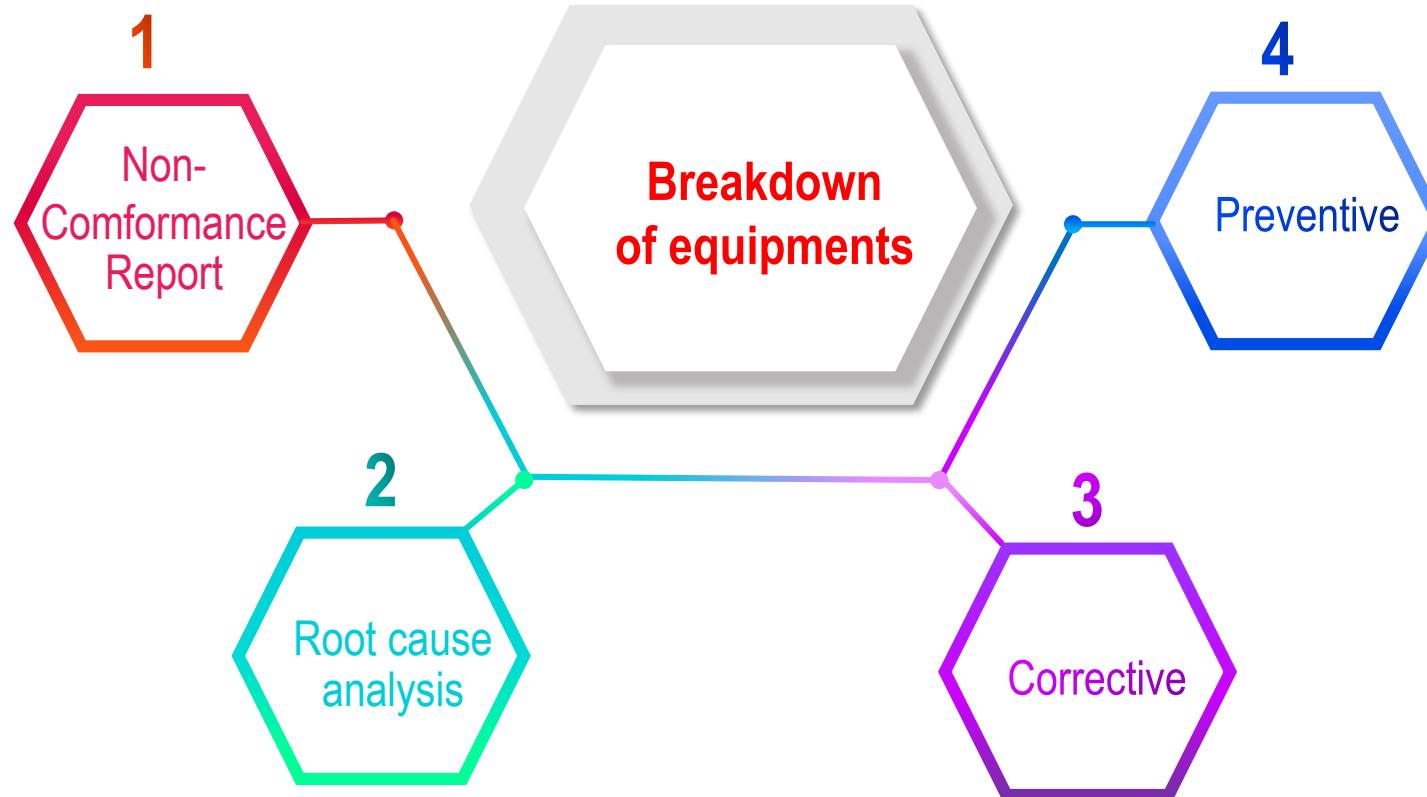 1
Non-
Comformance
Report
Breakdown
of equipments
4
Preventive
2
Root cause
analysis
3
Corrective